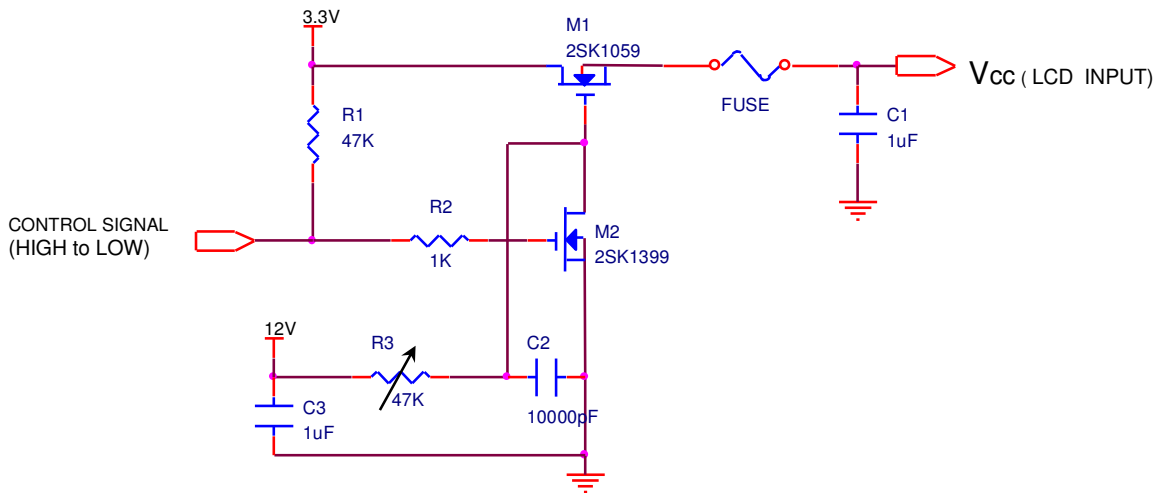 3.3V
M1
2SK1059
FUSE
Vcc ( LCD INPUT)
R1
47K
C1
1uF
CONTROL SIGNAL
(HIGH to LOW)
R2
1K
M2
2SK1399
12V
R3
47K
C2
10000pF
C3
1uF